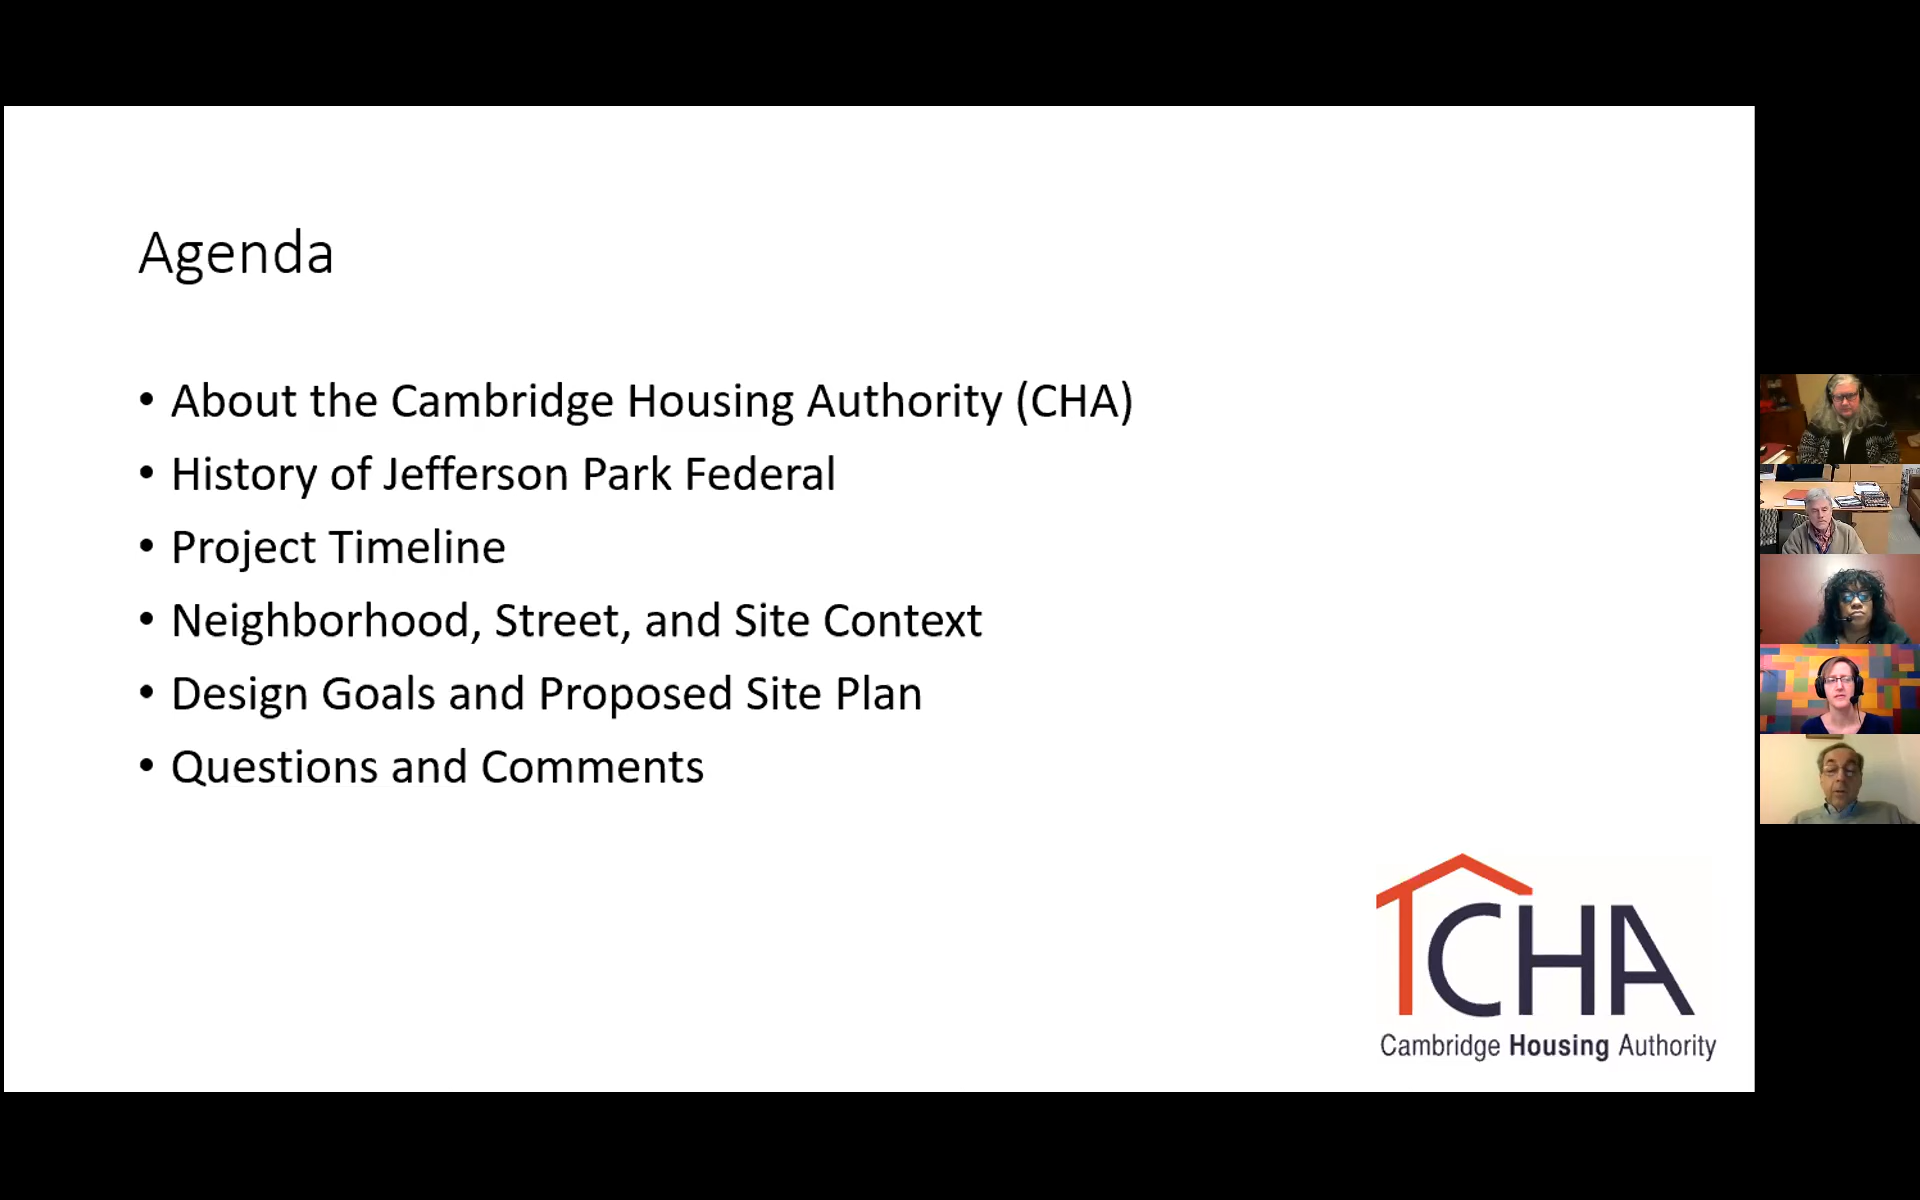 Agenda
• About the Cambridge Housing Authority (CHA)
• History of Jefferson Park Federal
• Project Timeline
• Neighborhood, Street, and Site Context
• Design Goals and Proposed Site Plan
• Questions and Comments
CHA
Cambridge Housing Authority